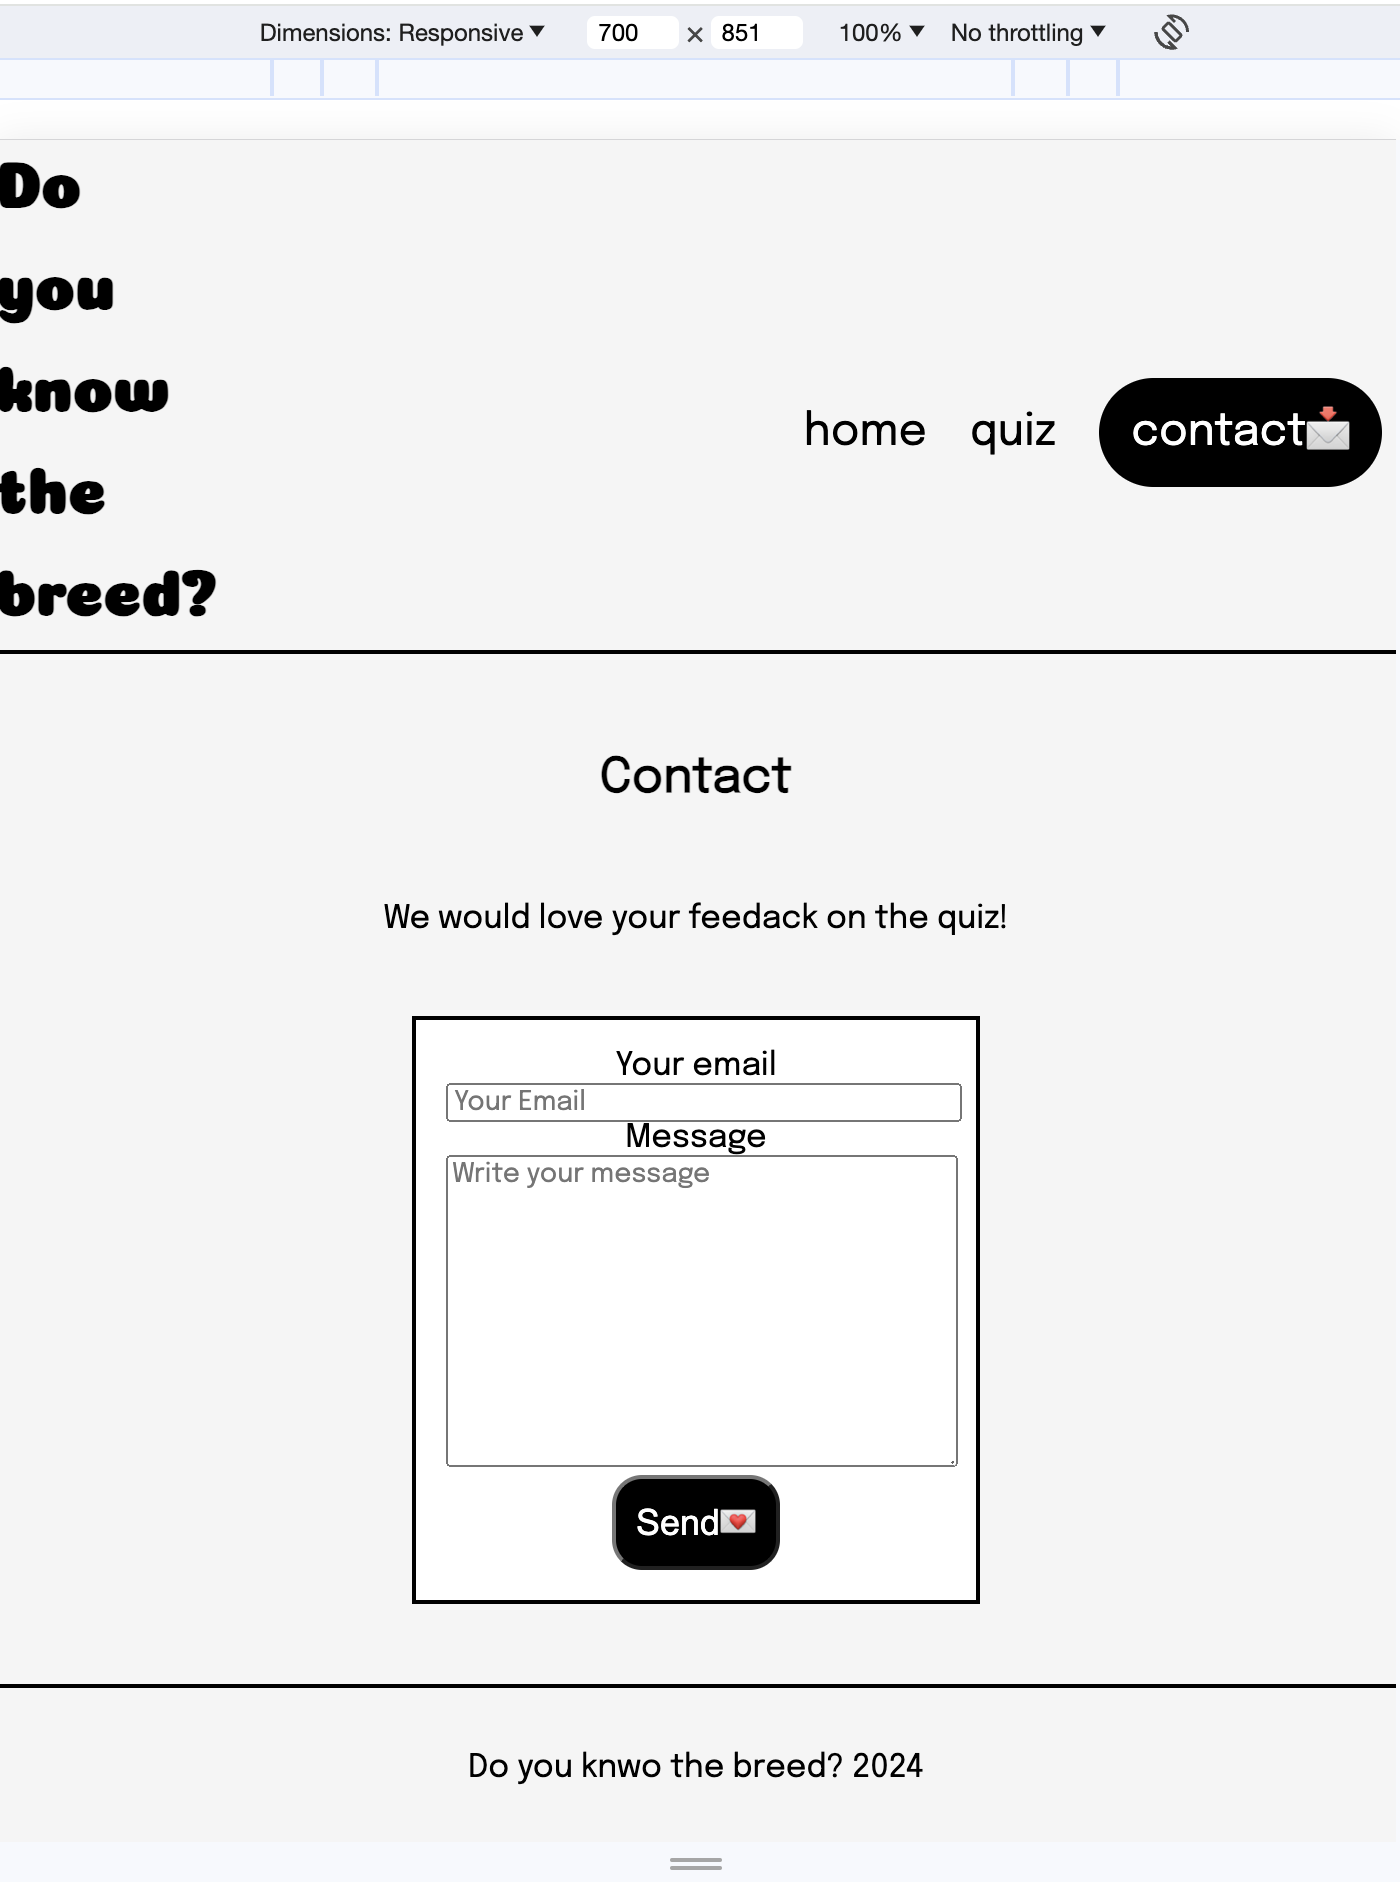 Dimensions: Responsive ▼ 700 × 851 100% ▼ No throttling ▼
Do
you
know
the
breed?
home quiz contact📩
Contact
We would love your feedack on the quiz!
Your email
Your Email
Message
Write your message
Send💌
Do you knwo the breed? 2024